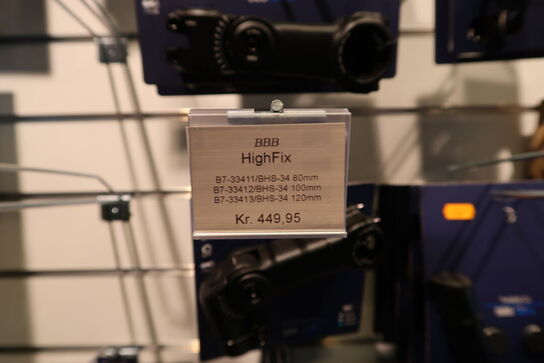 BBB
HighFix
B7-33411/BHS-34 80mm
B7-33412/BHS-34 100mm
B7-33413/BHS-34 120mm
Kr. 449,95